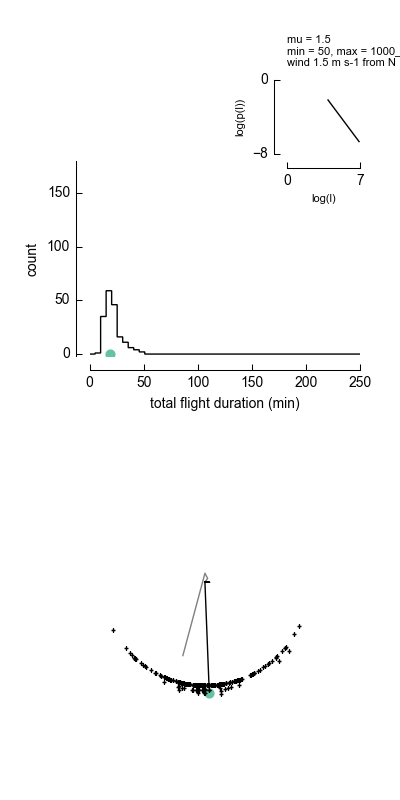 mu = 1.5
min = 50, max = 1000_
wind 1.5 m s-1 from N
0
log(p(l))
−8
0 7
log(l)
150
100
count
50
0
0 50 100 150 200 250
total flight duration (min)